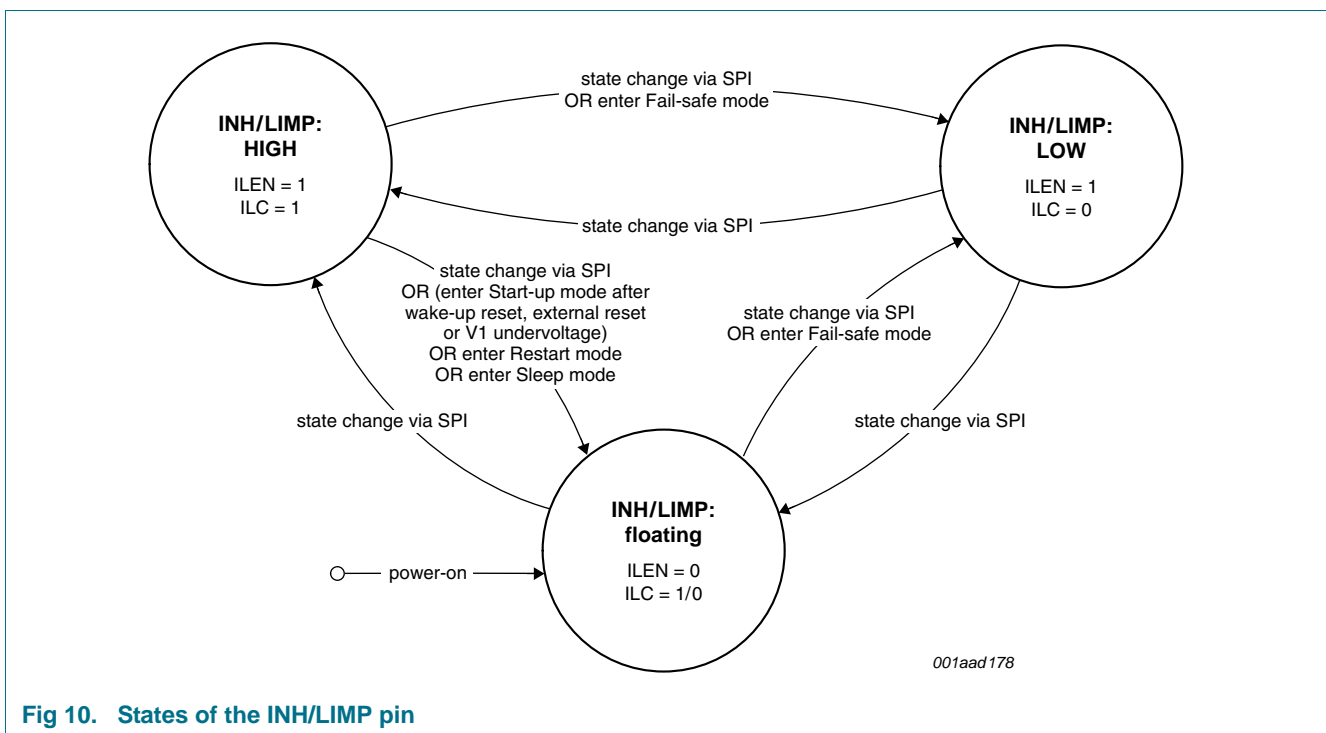 state change via SPI
OR enter Fail-safe mode
INH/LIMP:
HIGH
ILEN = 1
ILC = 1
INH/LIMP:
LOW
ILEN = 1
ILC = 0
state change via SPI
state change via SPI
OR (enter Start-up mode after
wake-up reset, external reset
or V1 undervoltage)
OR enter Restart mode
OR enter Sleep mode
state change via SPI
OR enter Fail-safe mode
state change via SPI
state change via SPI
INH/LIMP:
floating
ILEN = 0
ILC = 1/0
power-on
001aad178
Fig 10. States of the INH/LIMP pin